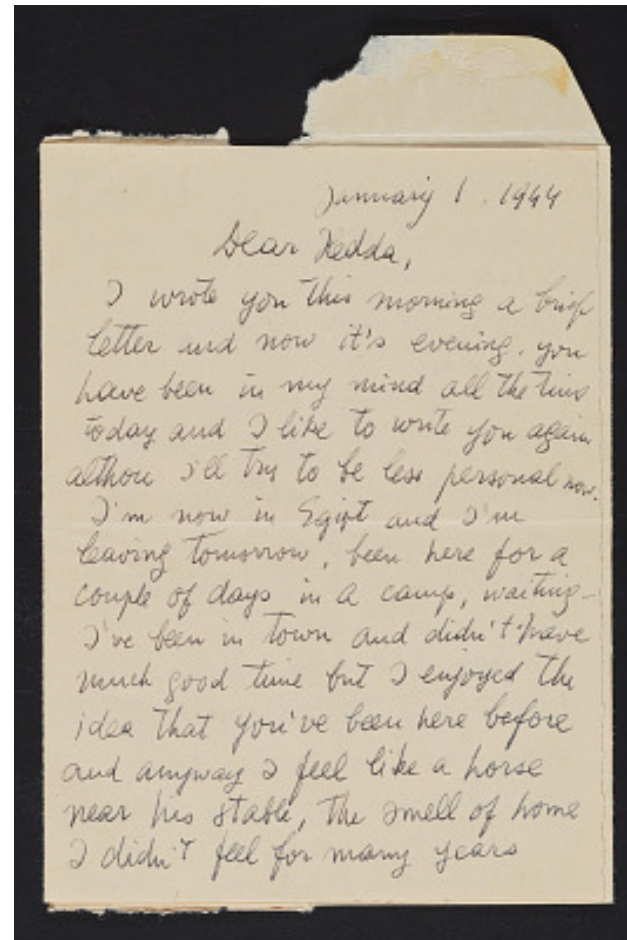 January 1. 1944
Dear Hedda,
I wrote you this morning a brief
letter and now it's evening. you
have been in my mind all the time
today and I like to write you again
althou I'll try to be less personal now.
I'm now in Egipt and I'm
leaving tomorrow, been here for a
couple of days in a camp, waiting-
I've been in town and didn't have
much good time but I enjoyed the
idea that you've been here before
and anyway I feel like a horse
near his stable, the smell of home
I didn't feel for many years